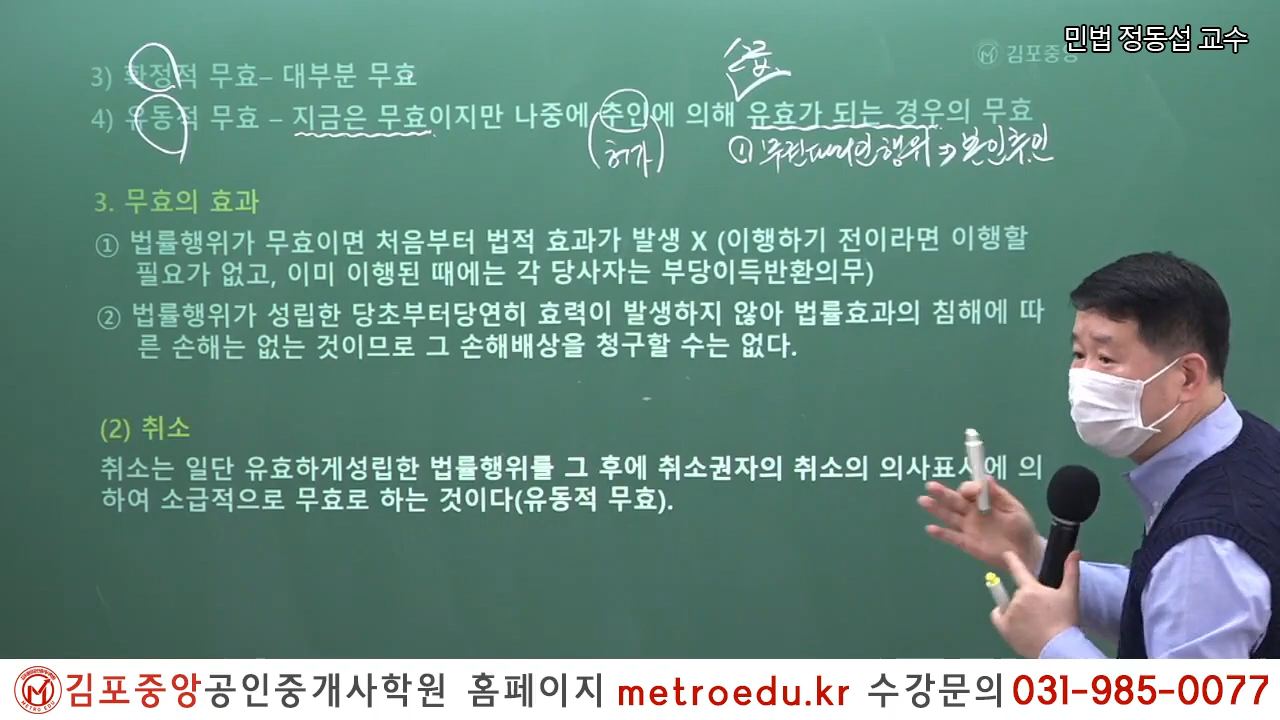 민법 정동섭 교수
김포중앙
소급
3) 확정적 무효– 대부분 무효
4) 유동적 무효 – 지금은 무효이지만 나중에 추인에 의해 유효가 되는 경우의 무효
(허가)
① 무권대리인행위 ⇒ 본인추인
3. 무효의 효과
① 법률행위가 무효이면 처음부터 법적 효과가 발생 X (이행하기 전이라면 이행할
필요가 없고, 이미 이행된 때에는 각 당사자는 부당이득반환의무)
② 법률행위가 성립한 당초부터당연히 효력이 발생하지 않아 법률효과의 침해에 따
른 손해는 없는 것이므로 그 손해배상을 청구할 수는 없다.
(2) 취소
취소는 일단 유효하게성립한 법률행위를 그 후에 취소권자의 취소의 의사표시에 의
하여 소급적으로 무효로 하는 것이다(유동적 무효).
METRO EDU
김포중앙공인중개사학원 홈페이지 metroedu.kr 수강문의 031-985-0077